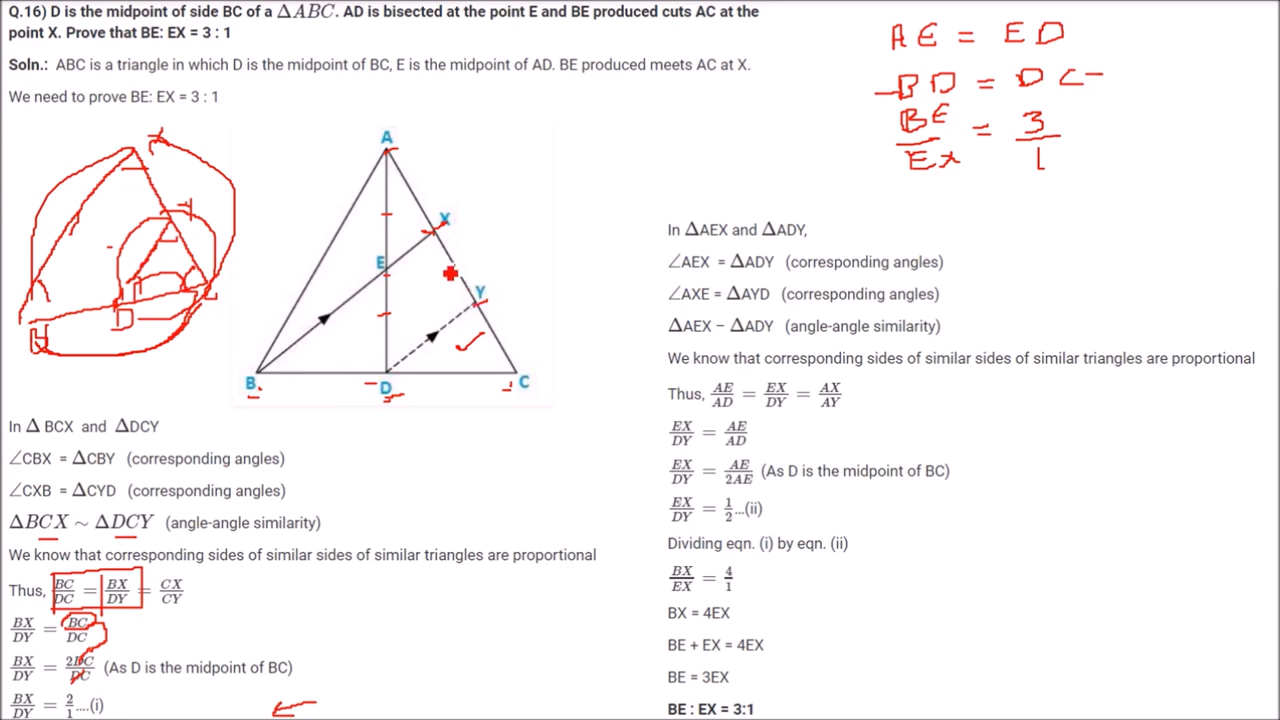 Q.16) D is the midpoint of side BC of a ΔABC. AD is bisected at the point E and BE produced cuts AC at the
point X. Prove that BE: EX = 3 : 1
Soln.: ABC is a triangle in which D is the midpoint of BC, E is the midpoint of AD. BE produced meets AC at X.
We need to prove BE: EX = 3 : 1
A
X
E
Y
B
D
C
In Δ BCX and ΔDCY
∠CBX = ΔCBY (corresponding angles)
∠CXB = ΔCYD (corresponding angles)
ΔBCX ~ ΔDCY (angle-angle similarity)
We know that corresponding sides of similar sides of similar triangles are proportional
Thus, BC/DC = BX/DY = CX/CY
BX/DY = BC/DC
BX/DY = 2DC/DC (As D is the midpoint of BC)
BX/DY = 2/1....(i)
AE = ED
BD = DC
BE/EX = 3/1
In ΔAEX and ΔADY,
∠AEX = ΔADY (corresponding angles)
∠AXE = ΔAYD (corresponding angles)
ΔAEX − ΔADY (angle-angle similarity)
We know that corresponding sides of similar sides of similar triangles are proportional
Thus, AE/AD = EX/DY = AX/AY
EX/DY = AE/AD
EX/DY = AE/2AE (As D is the midpoint of BC)
EX/DY = 1/2...(ii)
Dividing eqn. (i) by eqn. (ii)
BX/EX = 4/1
BX = 4EX
BE + EX = 4EX
BE = 3EX
BE : EX = 3:1